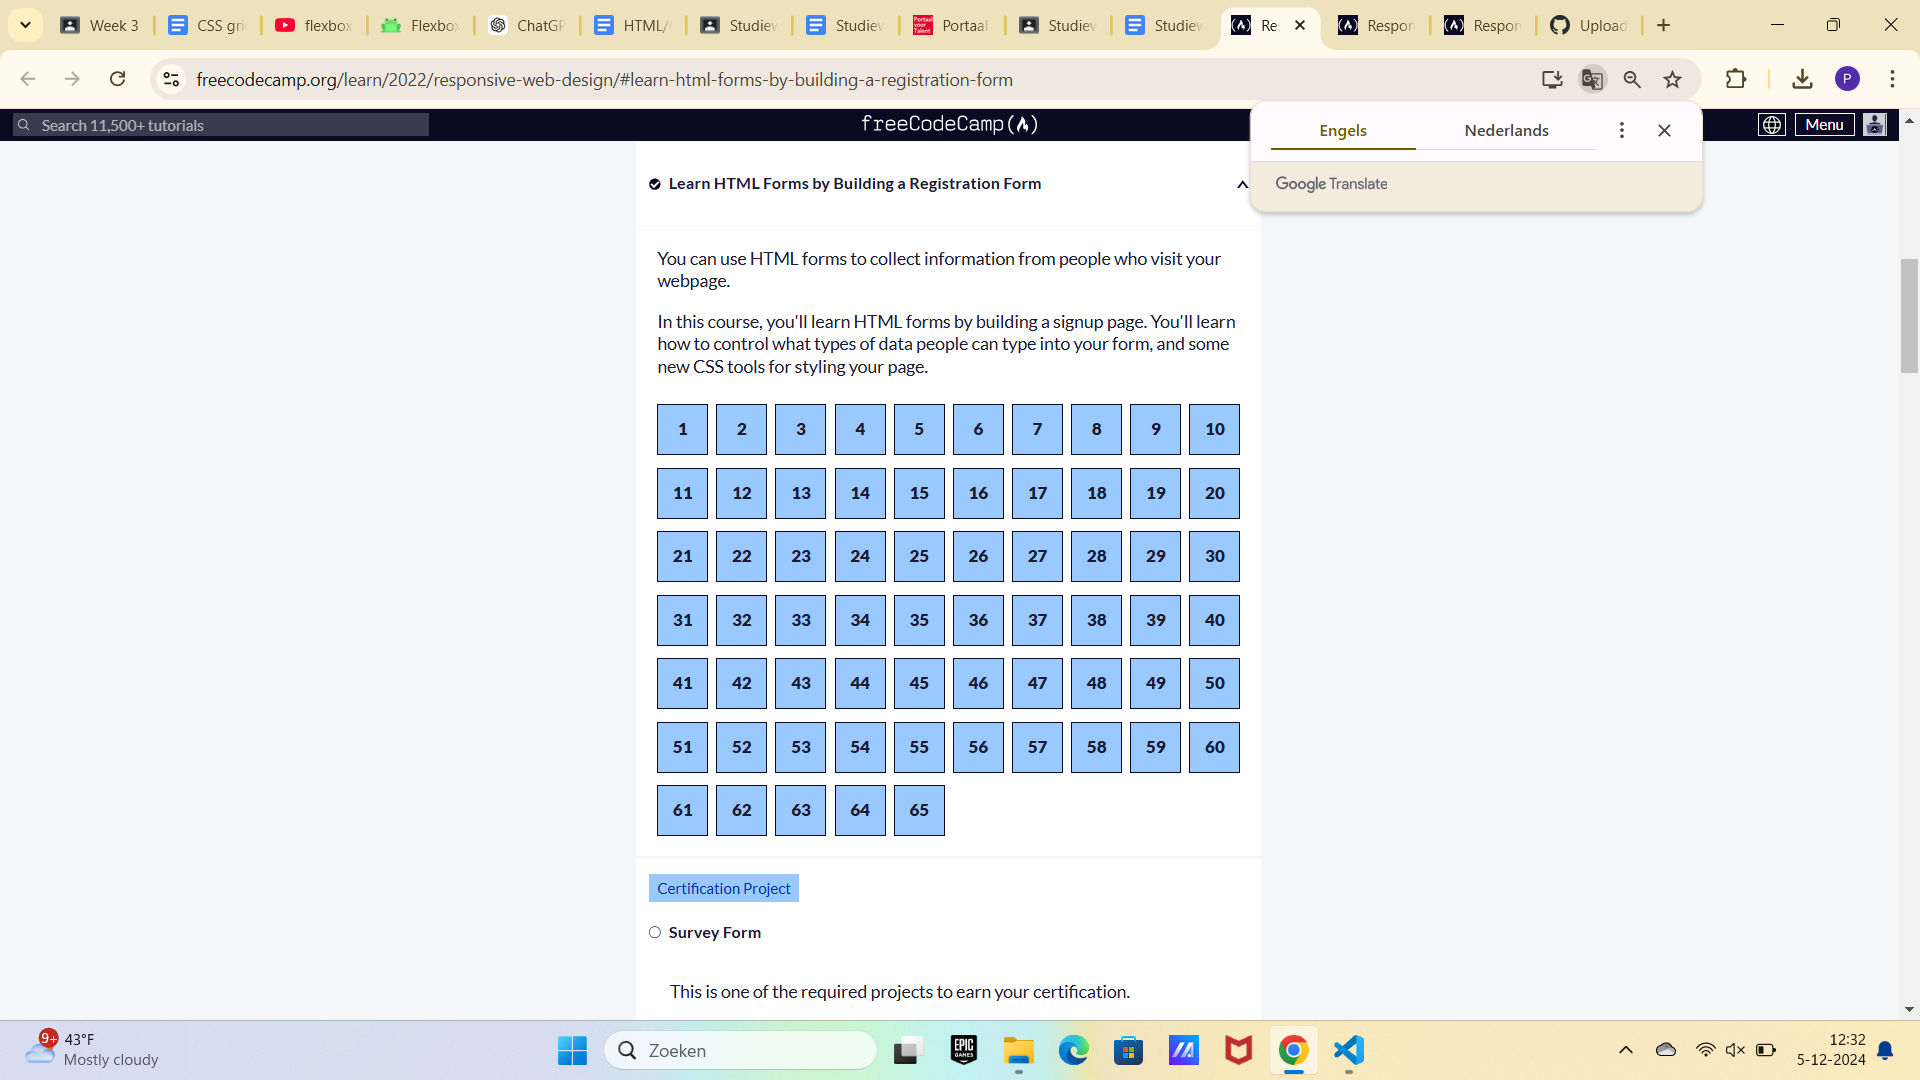 Week 3
CSS gri
flexbox
Flexbo
ChatGP
HTML/
Studiew
Studiew
Portaal voor Talent
Portaal
Studiew
Studiew
Re
Respon
Respon
Upload
freecodecamp.org/learn/2022/responsive-web-design/#learn-html-forms-by-building-a-registration-form
P
Search 11,500+ tutorials
freeCodeCamp
Menu
Engels
Nederlands
Google Translate
Learn HTML Forms by Building a Registration Form
You can use HTML forms to collect information from people who visit your
webpage.
In this course, you'll learn HTML forms by building a signup page. You'll learn
how to control what types of data people can type into your form, and some
new CSS tools for styling your page.
1 2 3 4 5 6 7 8 9 10
11 12 13 14 15 16 17 18 19 20
21 22 23 24 25 26 27 28 29 30
31 32 33 34 35 36 37 38 39 40
41 42 43 44 45 46 47 48 49 50
51 52 53 54 55 56 57 58 59 60
61 62 63 64 65
Certification Project
Survey Form
This is one of the required projects to earn your certification.
9+
43°F
Mostly cloudy
Zoeken
EPIC
GAMES
12:32
5-12-2024